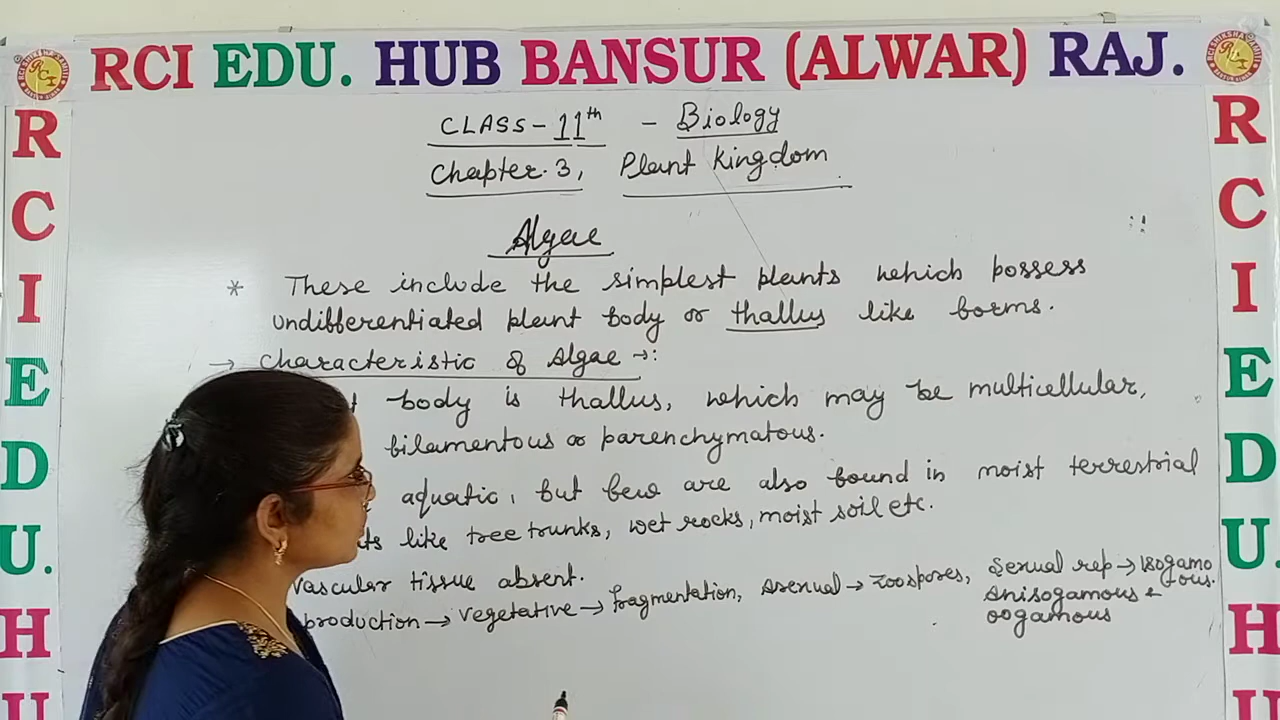 RCI EDU. HUB BANSUR (ALWAR) RAJ.
CLASS-11th - Biology
Chapter.3, Plant Kingdom
Algae
* These include the simplest plants which possess
undifferentiated plant body or thallus like forms.
→ Characteristic of Algae →:
body is thallus, which may be multicellular,
filamentous or parenchymatous.
aquatic, but few are also found in moist terrestrial
like tree trunks, wet rocks, moist soil etc.
Vascular tissue absent.
production → Vegetative → fragmentation, Asexual → Zoospores, Sexual rep → Isogamo
ous.
Anisogamous &
oogamous
R
C
I
E
D
U.
H
U
R
C
I
E
D
U.
H
U